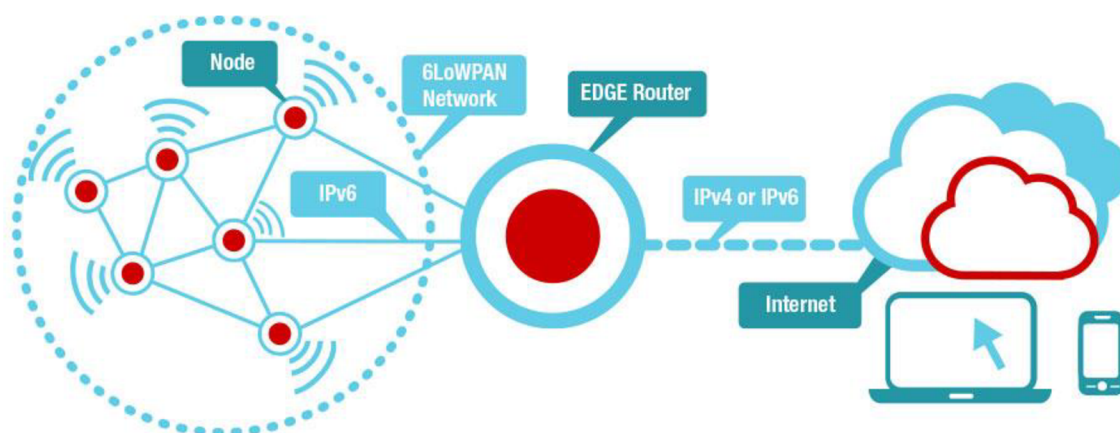 Node
6LoWPAN
Network
EDGE Router
IPv6
IPv4 or IPv6
Internet